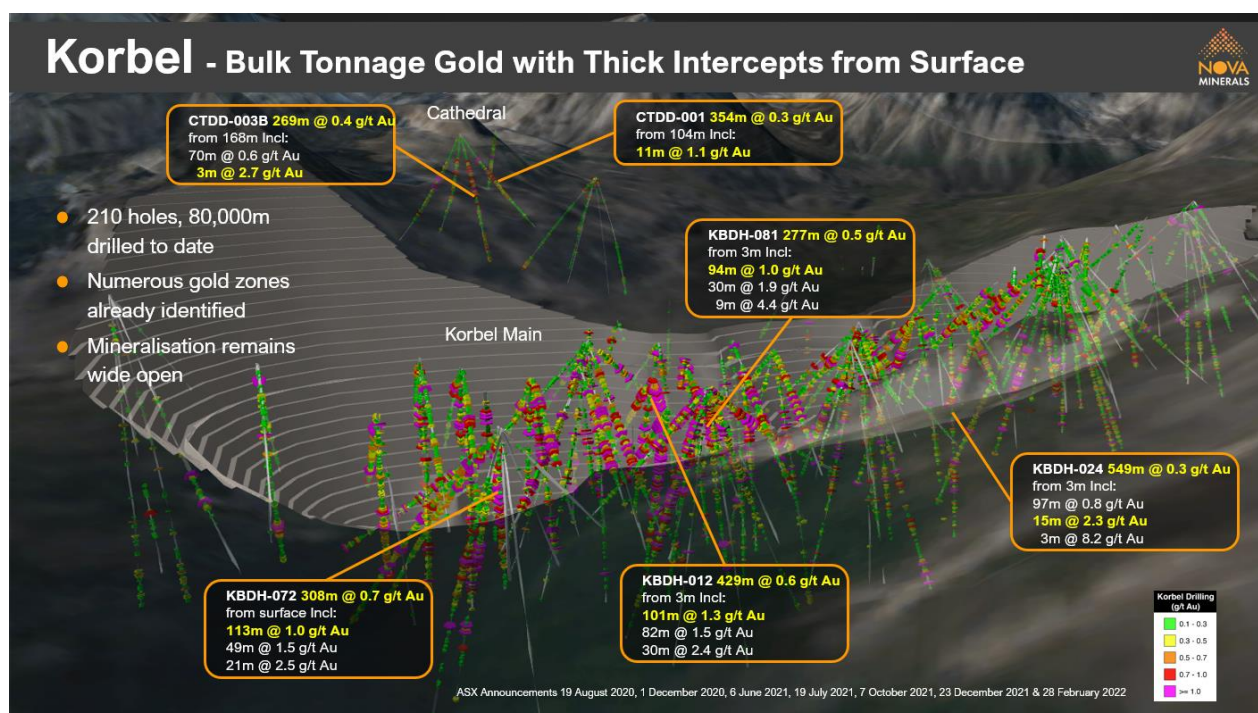 Korbel - Bulk Tonnage Gold with Thick Intercepts from Surface
NOVA
MINERALS
CTDD-003B 269m @ 0.4 g/t Au
from 168m Incl:
70m @ 0.6 g/t Au
3m @ 2.7 g/t Au
Cathedral
CTDD-001 354m @ 0.3 g/t Au
from 104m Incl:
11m @ 1.1 g/t Au
210 holes, 80,000m
drilled to date
Numerous gold zones
already identified
Mineralisation remains
wide open
KBDH-081 277m @ 0.5 g/t Au
from 3m Incl:
94m @ 1.0 g/t Au
30m @ 1.9 g/t Au
9m @ 4.4 g/t Au
Korbel Main
KBDH-024 549m @ 0.3 g/t Au
from 3m Incl:
97m @ 0.8 g/t Au
15m @ 2.3 g/t Au
3m @ 8.2 g/t Au
KBDH-072 308m @ 0.7 g/t Au
from surface Incl:
113m @ 1.0 g/t Au
49m @ 1.5 g/t Au
21m @ 2.5 g/t Au
KBDH-012 429m @ 0.6 g/t Au
from 3m Incl:
101m @ 1.3 g/t Au
82m @ 1.5 g/t Au
30m @ 2.4 g/t Au
Korbel Drilling
(g/t Au)
0.1 - 0.3
0.3 - 0.5
0.5 - 0.7
0.7 - 1.0
>= 1.0
ASX Announcements 19 August 2020, 1 December 2020, 6 June 2021, 19 July 2021, 7 October 2021, 23 December 2021 & 28 February 2022